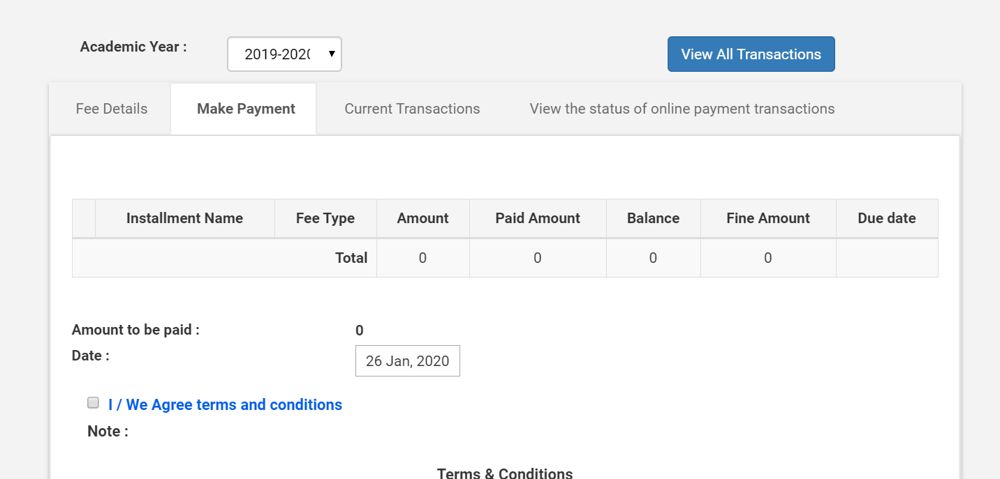 Academic Year :
2019-2020
View All Transactions
Fee Details
Make Payment
Current Transactions
View the status of online payment transactions
Installment Name
Fee Type
Amount
Paid Amount
Balance
Fine Amount
Due date
Total
0
0
0
0
Amount to be paid :
0
Date :
26 Jan, 2020
I / We Agree terms and conditions
Note :
Terms & Conditions